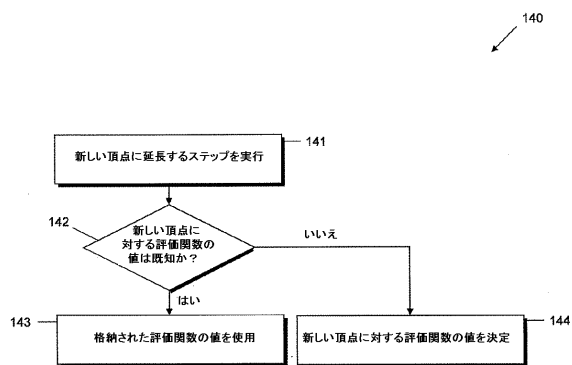 140
新しい頂点に延長するステップを実行
141
142
新しい頂点に
対する評価関数の
値は既知か?
いいえ
はい
143
格納された評価関数の値を使用
新しい頂点に対する評価関数の値を決定
144